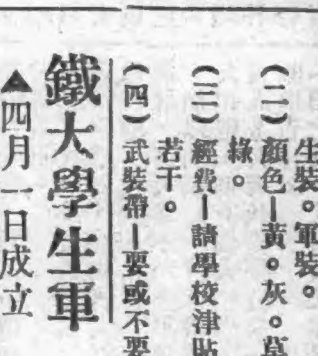 生裝。軍裝。
(二)顏色—黃。灰。草
綠。
(三)經費—請學校津貼
若干。
(四)武裝帶—要或不要
鐵大學生軍
▲四月一日成立